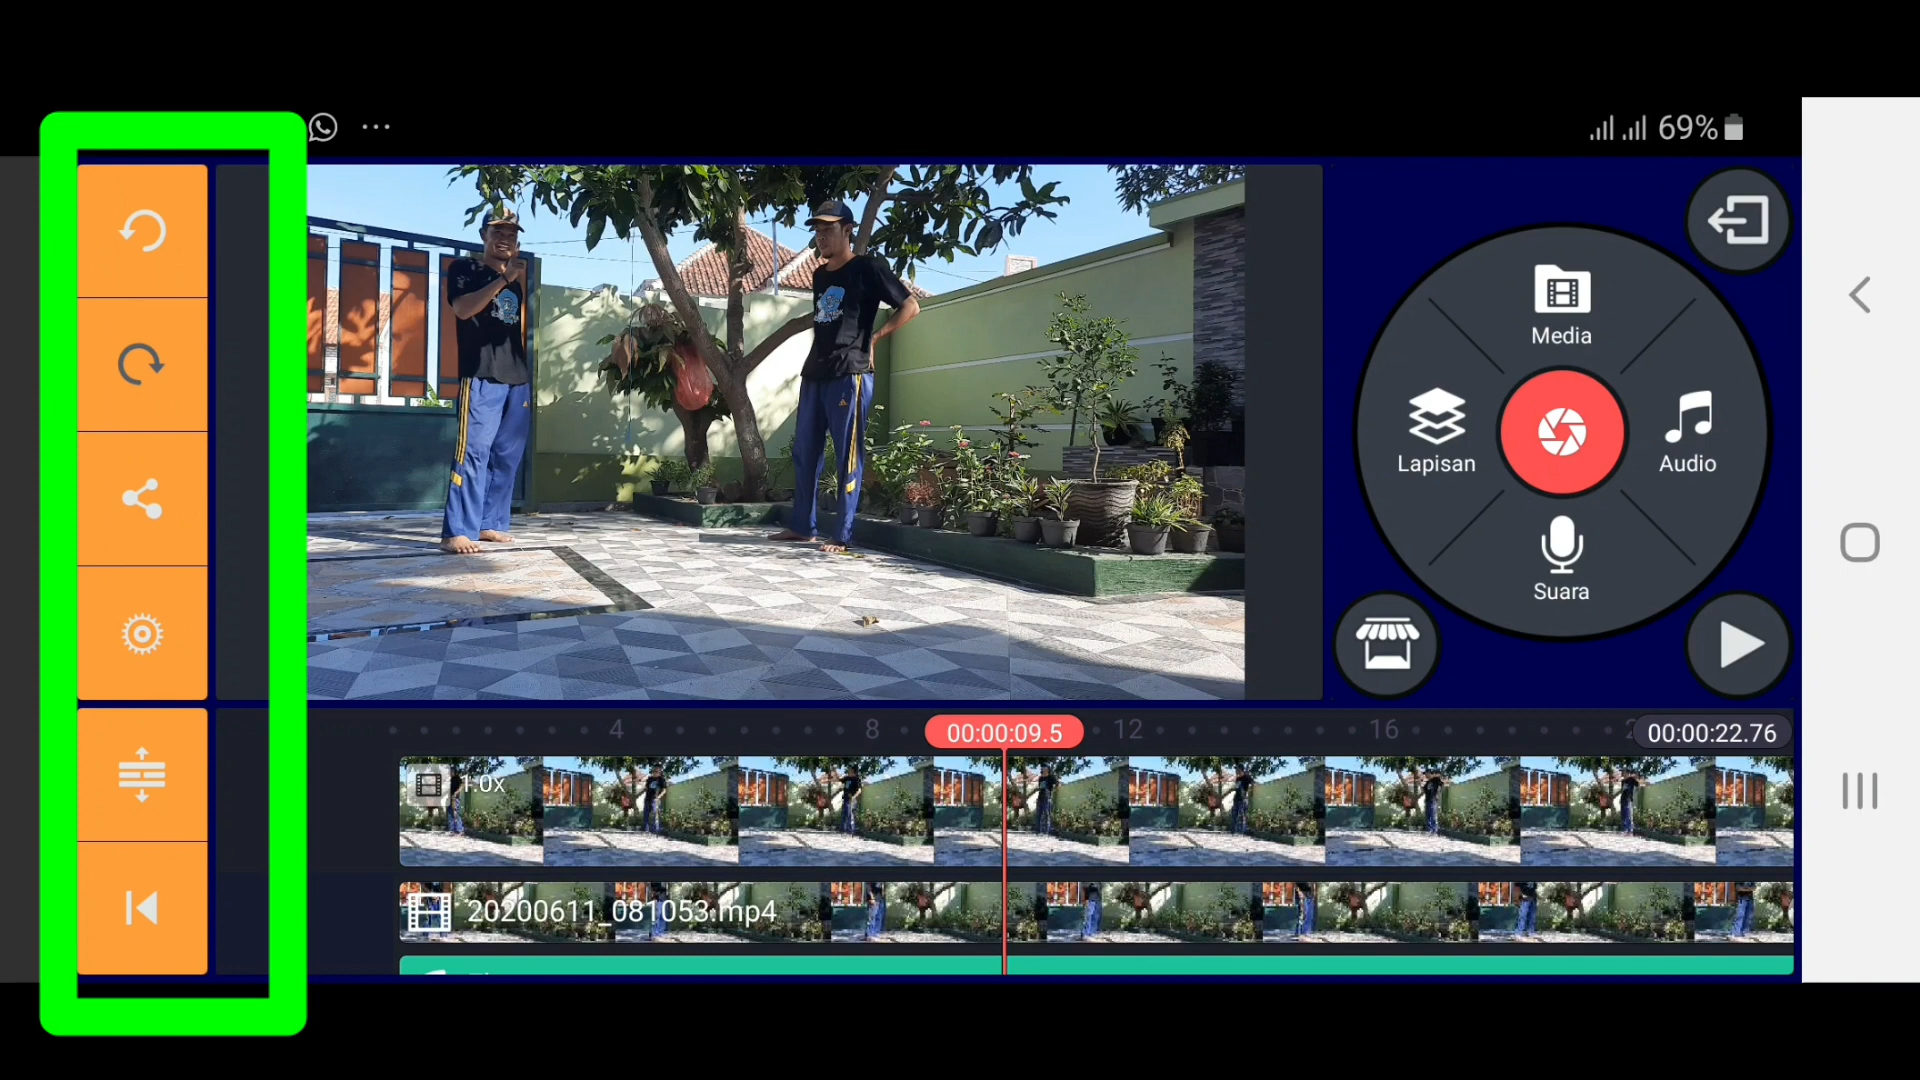 69%
Media
Lapisan
Audio
Suara
4
8
00:00:09.5
12
16
00:00:22.76
1.0x
20200611_081053.mp4